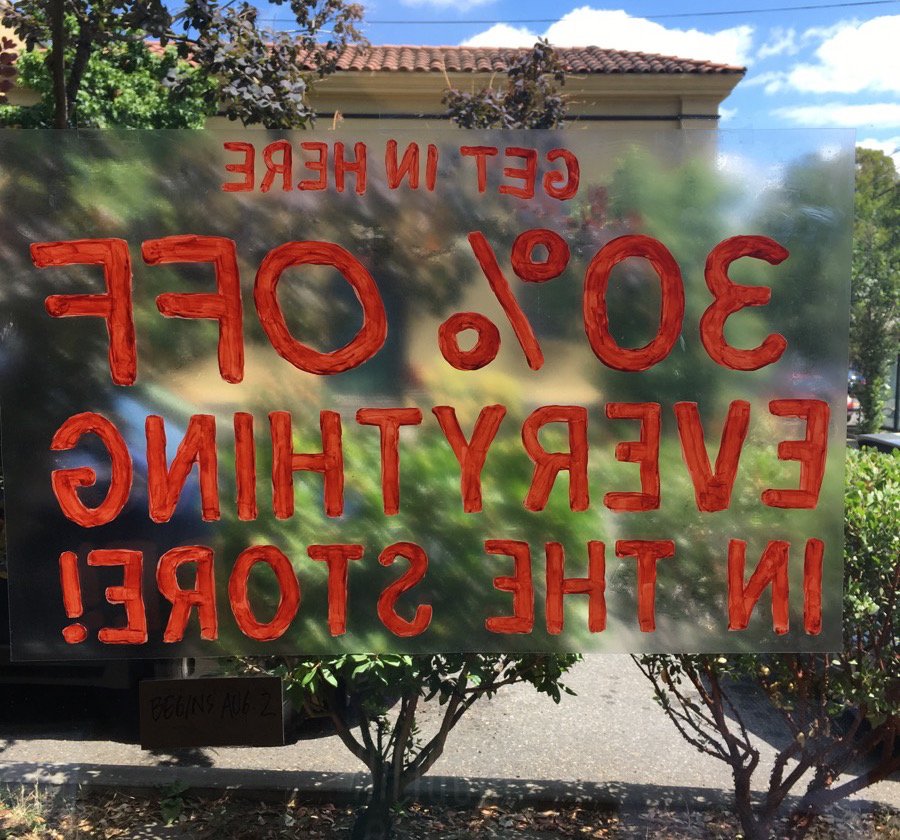 GET IN HERE
30% OFF
EVERYTHING
IN THE STORE!
BEGINS AUG 2